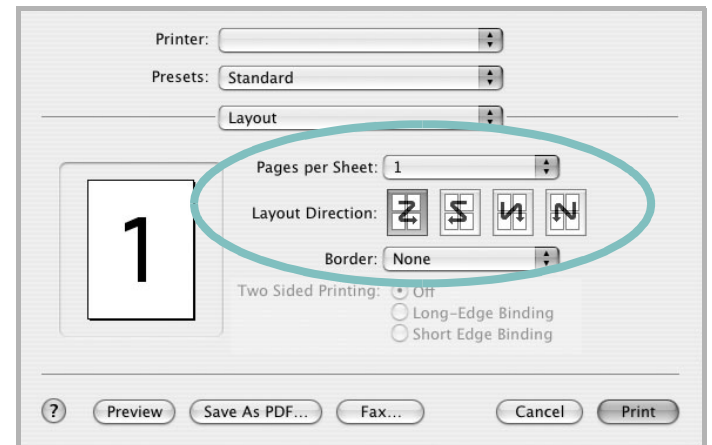 Printer:
Presets: Standard
Layout
Pages per Sheet: 1
Layout Direction:
Border: None
1
Two Sided Printing: Off
Long-Edge Binding
Short Edge Binding
? Preview Save As PDF... Fax... Cancel Print